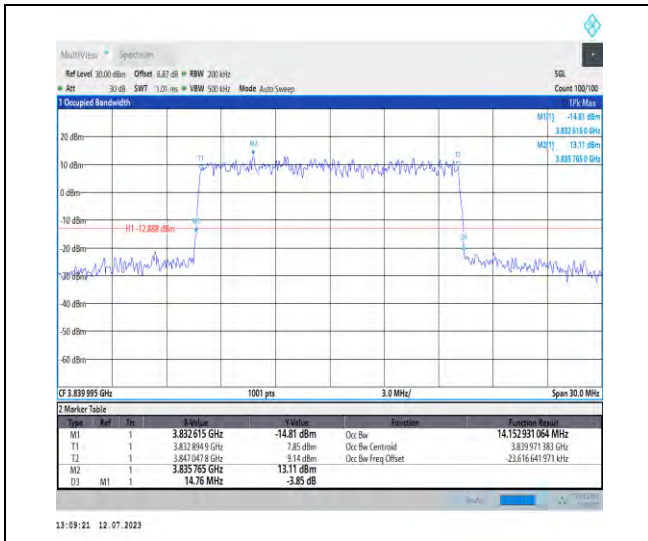 MultiView Spectrum
Ref Level 30.00 dBm Offset 8.87 dB RBW 200 kHz SGL
Att 30 dB SWT 1.01 ms VBW 500 kHz Mode Auto Sweep Count 100/100
1 Occupied Bandwidth 1Pk Max
M1[1] -14.81 dBm
3.832 615 0 GHz
M2[1] 13.11 dBm
3.835 765 0 GHz
20 dBm
M2
T1 T2
10 dBm
0 dBm
-10 dBm
H1 -12.888 dBm
M1
-20 dBm
D3
-30 dBm
-40 dBm
-50 dBm
-60 dBm
CF 3.839 995 GHz 1001 pts 3.0 MHz/ Span 30.0 MHz
2 Marker Table
Type Ref Trc X-Value Y-Value Function Function Result
M1 1 3.832 615 GHz -14.81 dBm Occ Bw 14.152 931 064 MHz
T1 1 3.832 894 9 GHz 7.85 dBm Occ Bw Centroid 3.839 971 383 GHz
T2 1 3.847 047 8 GHz 9.14 dBm Occ Bw Freq Offset -23.616 641 971 kHz
M2 1 3.835 765 GHz 13.11 dBm
D3 M1 1 14.76 MHz -3.85 dB
13:09:21 12.07.2023